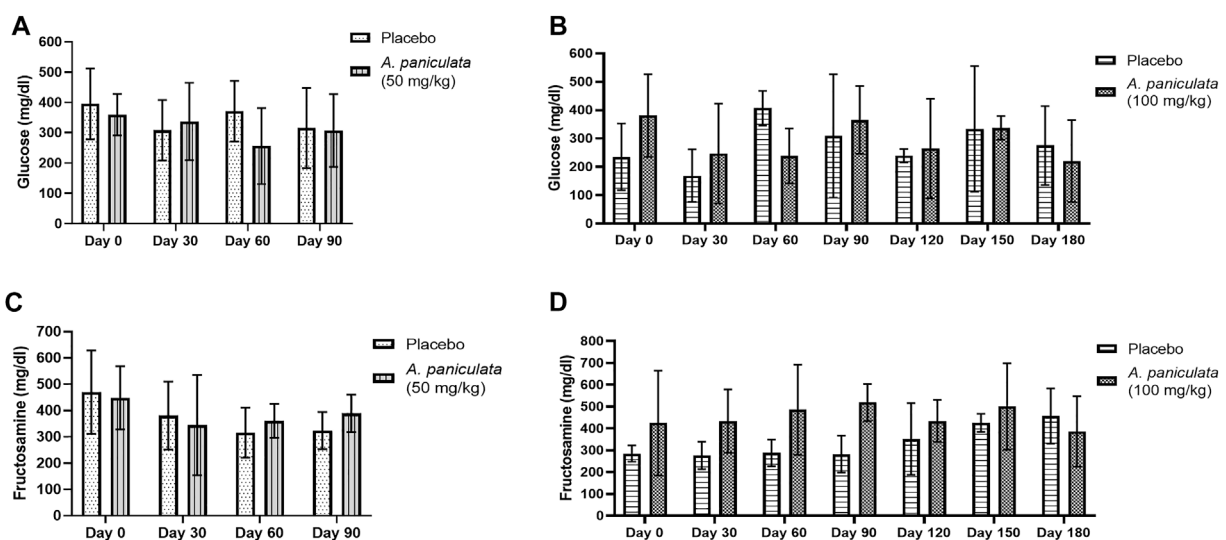 A
600
500
400
300
200
100
0
Glucose (mg/dl)
Day 0 Day 30 Day 60 Day 90
Placebo
A. paniculata
(50 mg/kg)
B
600
500
400
300
200
100
0
Glucose (mg/dl)
Day 0 Day 30 Day 60 Day 90 Day 120 Day 150 Day 180
Placebo
A. paniculata
(100 mg/kg)
C
700
600
500
400
300
200
100
0
Fructosamine (mg/dl)
Day 0 Day 30 Day 60 Day 90
Placebo
A. paniculata
(50 mg/kg)
D
800
700
600
500
400
300
200
100
0
Fructosamine (mg/dl)
Day 0 Day 30 Day 60 Day 90 Day 120 Day 150 Day 180
Placebo
A. paniculata
(100 mg/kg)